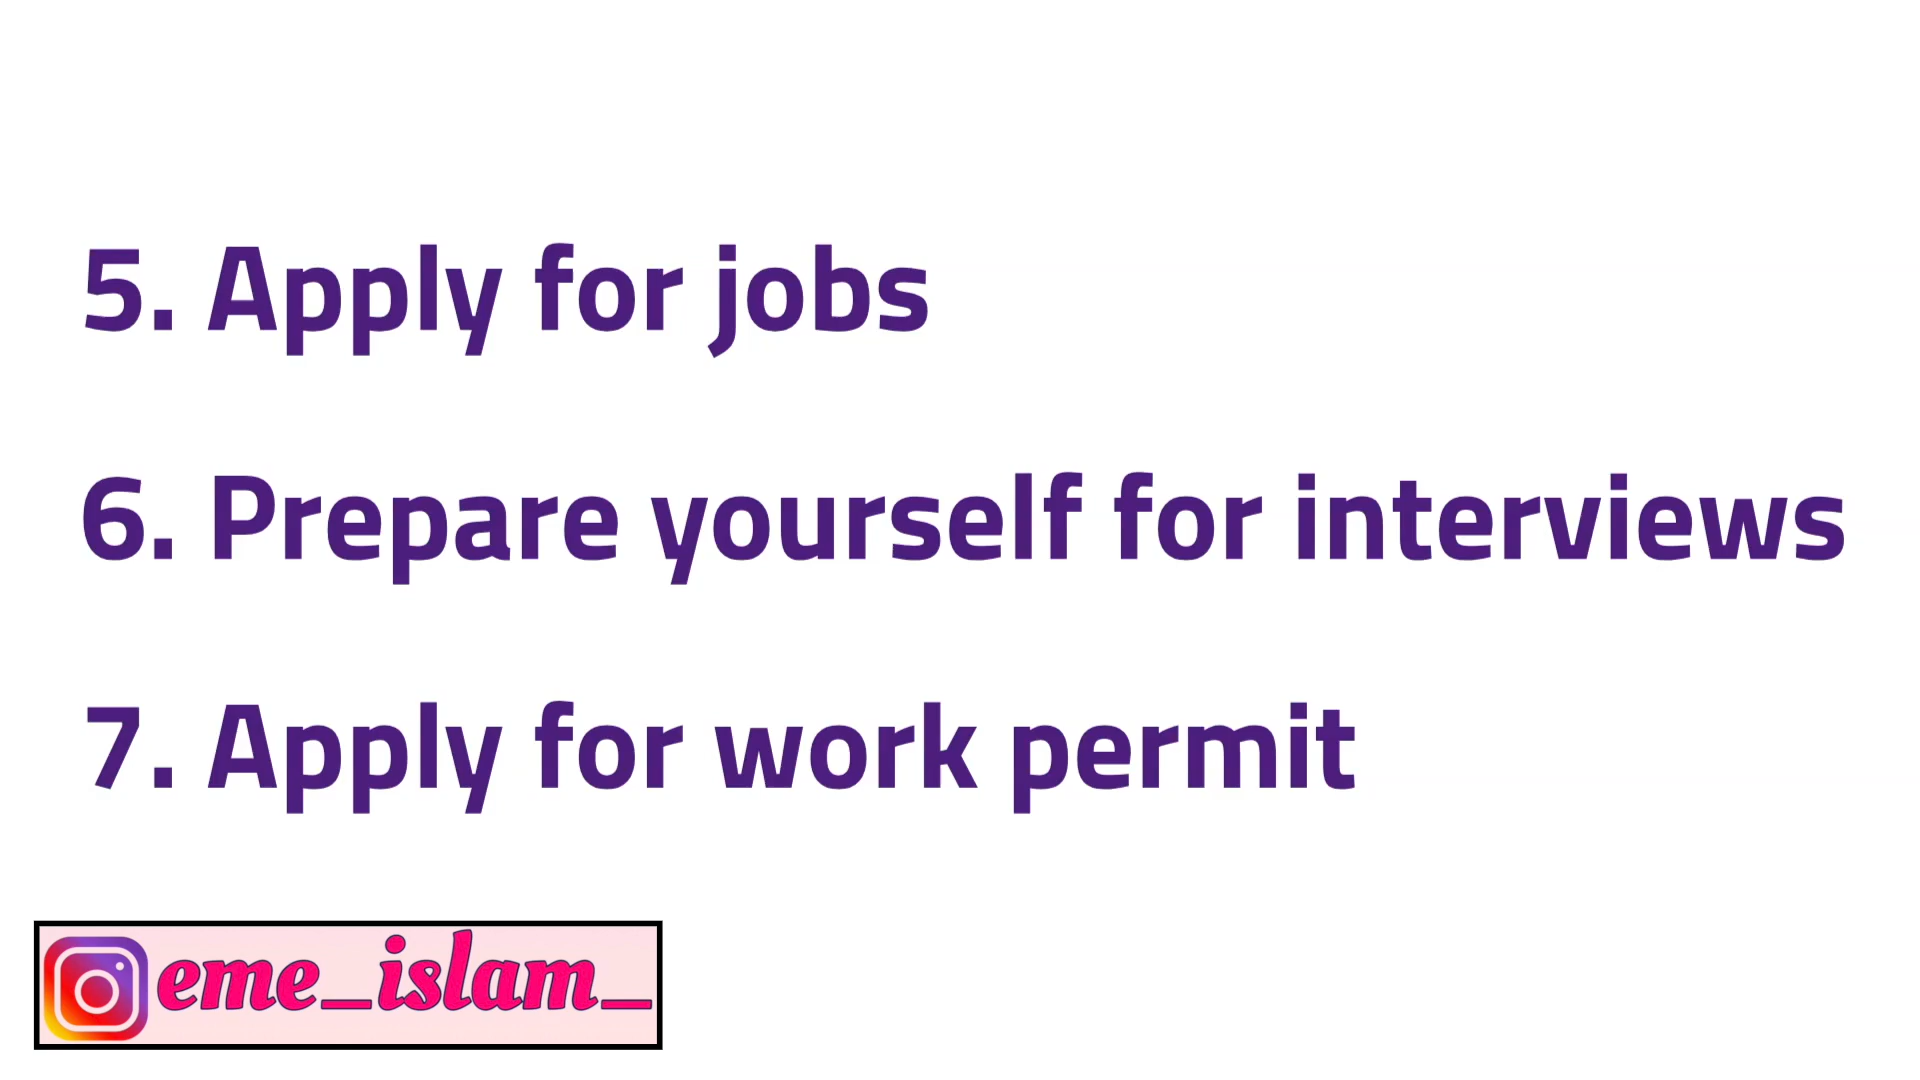 5. Apply for jobs
6. Prepare yourself for interviews
7. Apply for work permit
eme_islam_